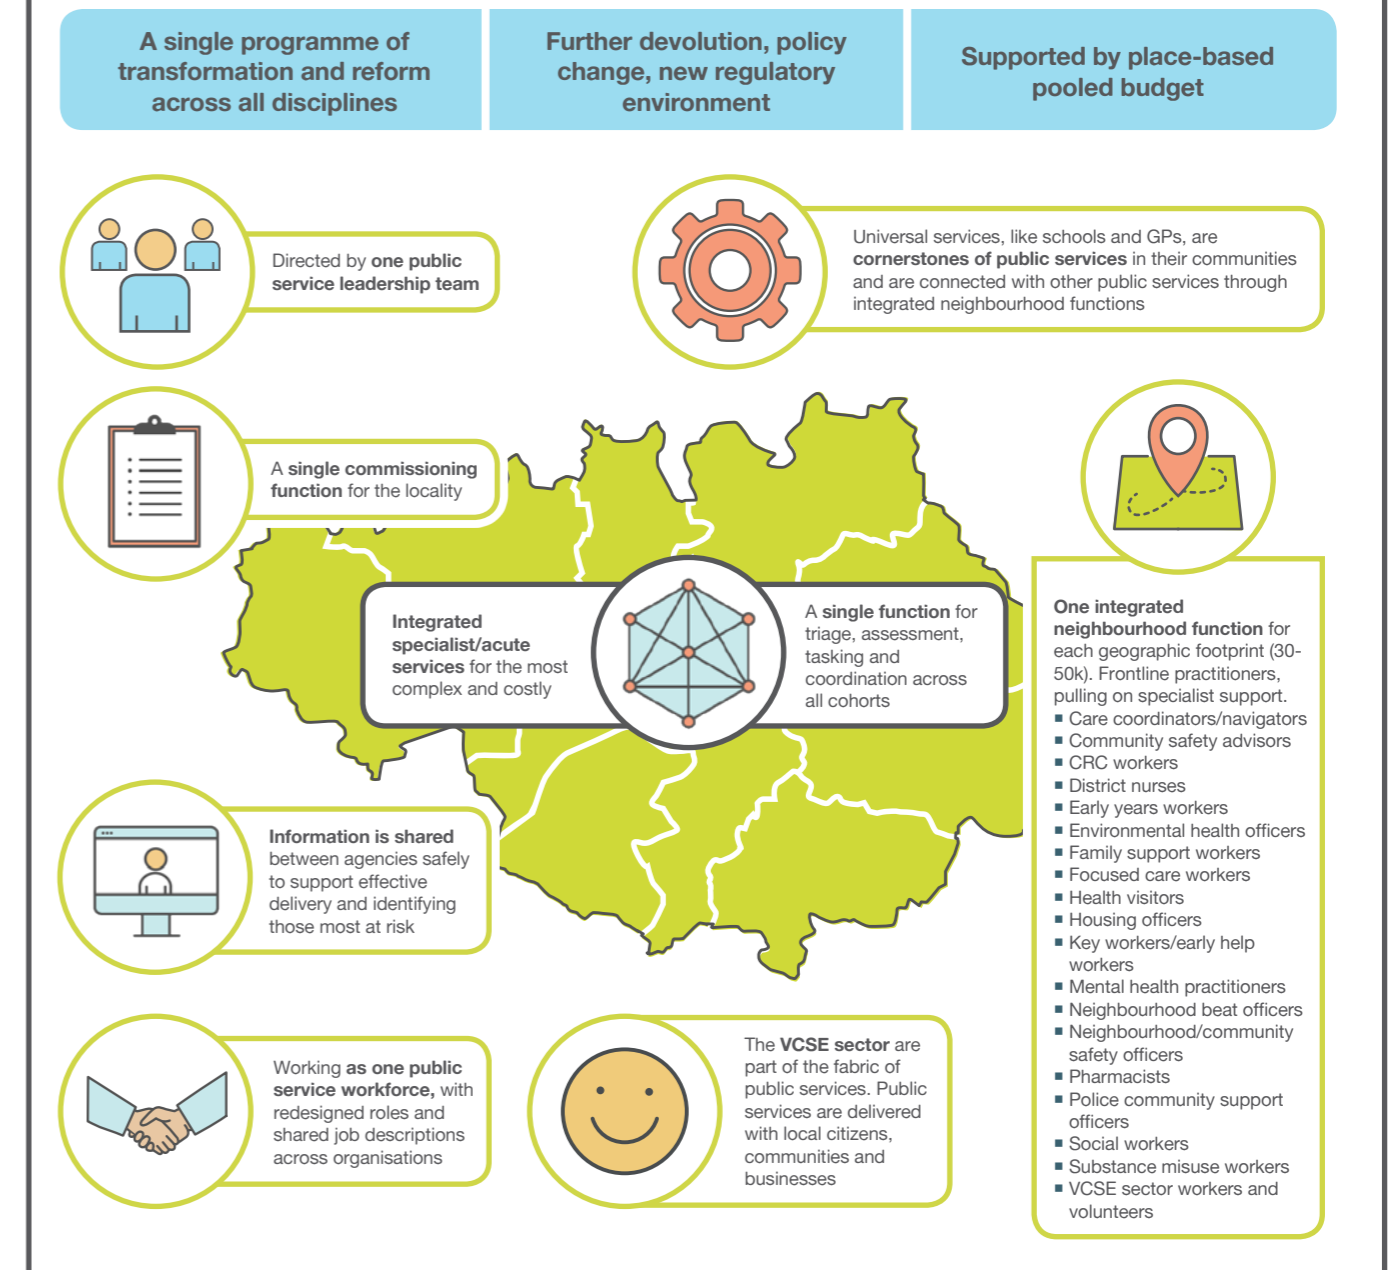 A single programme of
transformation and reform
across all disciplines
Further devolution, policy
change, new regulatory
environment
Supported by place-based
pooled budget
Directed by one public
service leadership team
Universal services, like schools and GPs, are
cornerstones of public services in their communities
and are connected with other public services through
integrated neighbourhood functions
A single commissioning
function for the locality
Integrated
specialist/acute
services for the most
complex and costly
A single function for
triage, assessment,
tasking and
coordination across
all cohorts
One integrated
neighbourhood function for
each geographic footprint (30-
50k). Frontline practitioners,
pulling on specialist support.
■ Care coordinators/navigators
■ Community safety advisors
■ CRC workers
■ District nurses
■ Early years workers
■ Environmental health officers
■ Family support workers
■ Focused care workers
■ Health visitors
■ Housing officers
■ Key workers/early help
workers
■ Mental health practitioners
■ Neighbourhood beat officers
■ Neighbourhood/community
safety officers
■ Pharmacists
■ Police community support
officers
■ Social workers
■ Substance misuse workers
■ VCSE sector workers and
volunteers
Information is shared
between agencies safely
to support effective
delivery and identifying
those most at risk
Working as one public
service workforce, with
redesigned roles and
shared job descriptions
across organisations
The VCSE sector are
part of the fabric of
public services. Public
services are delivered
with local citizens,
communities and
businesses